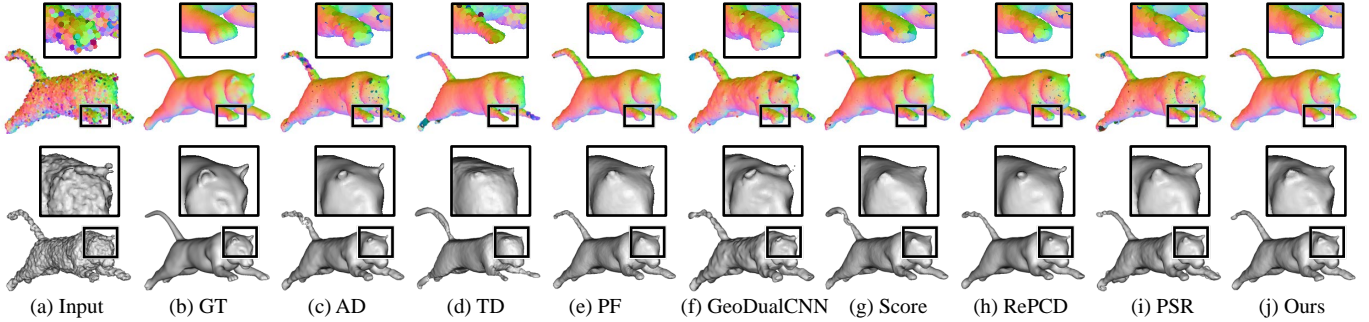 (a) Input (b) GT (c) AD (d) TD (e) PF (f) GeoDualCNN (g) Score (h) RePCD (i) PSR (j) Ours